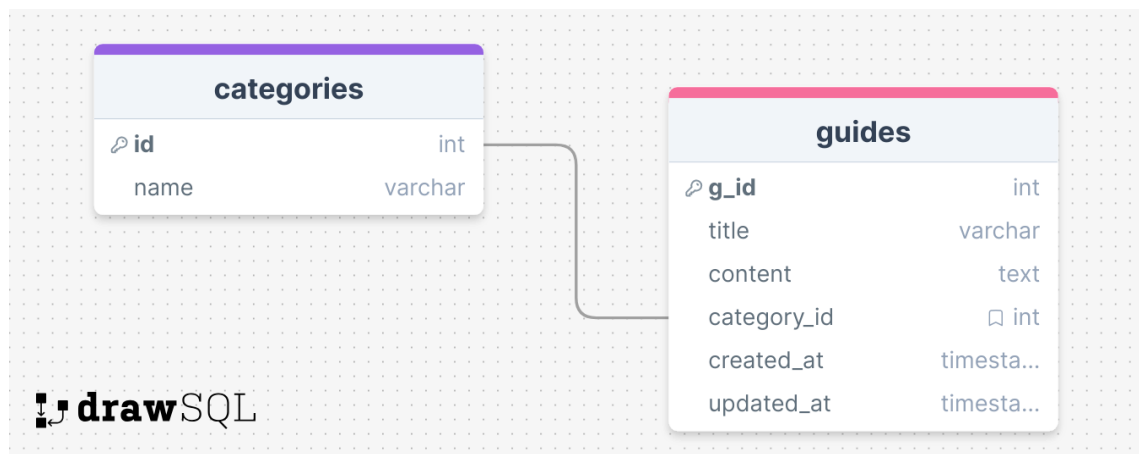 categories
id int
name varchar
guides
g_id int
title varchar
content text
category_id int
created_at timesta...
updated_at timesta...
drawSQL